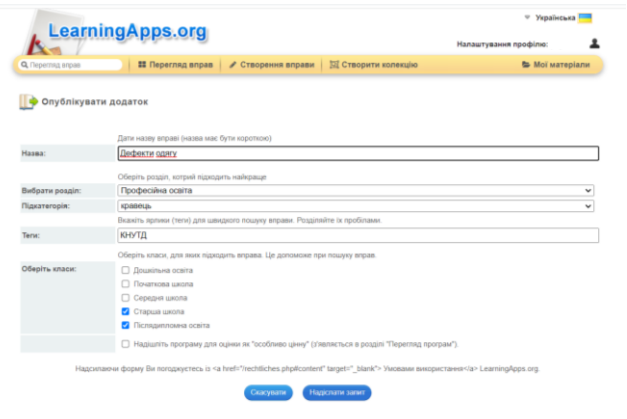 LearningApps.org
Українська
Налаштування профілю:
Перегляд вправ
Перегляд вправ
Створення вправи
Створити колекцію
Мої матеріали
Опублікувати додаток
Дати назву вправі (назва має бути короткою)
Назва: Дефекти одягу
Оберіть розділ, котрий підходить найкраще
Вибрати розділ: Професійна освіта
Підкатегорія: кравець
Вкажіть ярлики (теги) для швидкого пошуку вправи. Розділяйте їх пробілами.
Теги: КНУТД
Оберіть класи, для яких підходить вправа. Це допоможе при пошуку вправ.
Оберіть класи: Дошкільна освіта
Початкова школа
Середня школа
Старша школа
Післядипломна освіта
Надішліть програму для оцінки як "особливо цінну" (з'являється в розділі "Перегляд програм").
Надсилаючи форму Ви погоджуєтесь із <a href="/rechtliches.php#content" target="_blank"> Умовами використання</a> LearningApps.org.
Скасувати
Надіслати запит